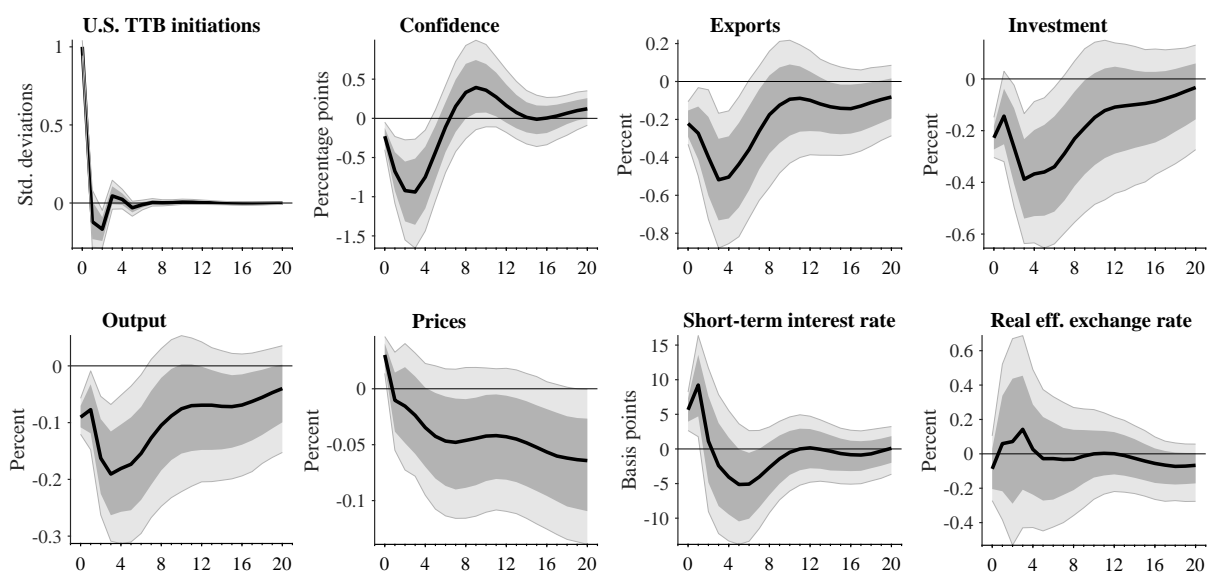 U.S. TTB initiations
Std. deviations
1
0.5
0
0 4 8 12 16 20
Confidence
Percentage points
0.5
0
-0.5
-1
-1.5
0 4 8 12 16 20
Exports
Percent
0.2
0
-0.2
-0.4
-0.6
-0.8
0 4 8 12 16 20
Investment
Percent
0
-0.2
-0.4
-0.6
0 4 8 12 16 20
Output
Percent
0
-0.1
-0.2
-0.3
0 4 8 12 16 20
Prices
Percent
0
-0.05
-0.1
0 4 8 12 16 20
Short-term interest rate
Basis points
15
10
5
0
-5
-10
0 4 8 12 16 20
Real eff. exchange rate
Percent
0.6
0.4
0.2
0
-0.2
-0.4
0 4 8 12 16 20